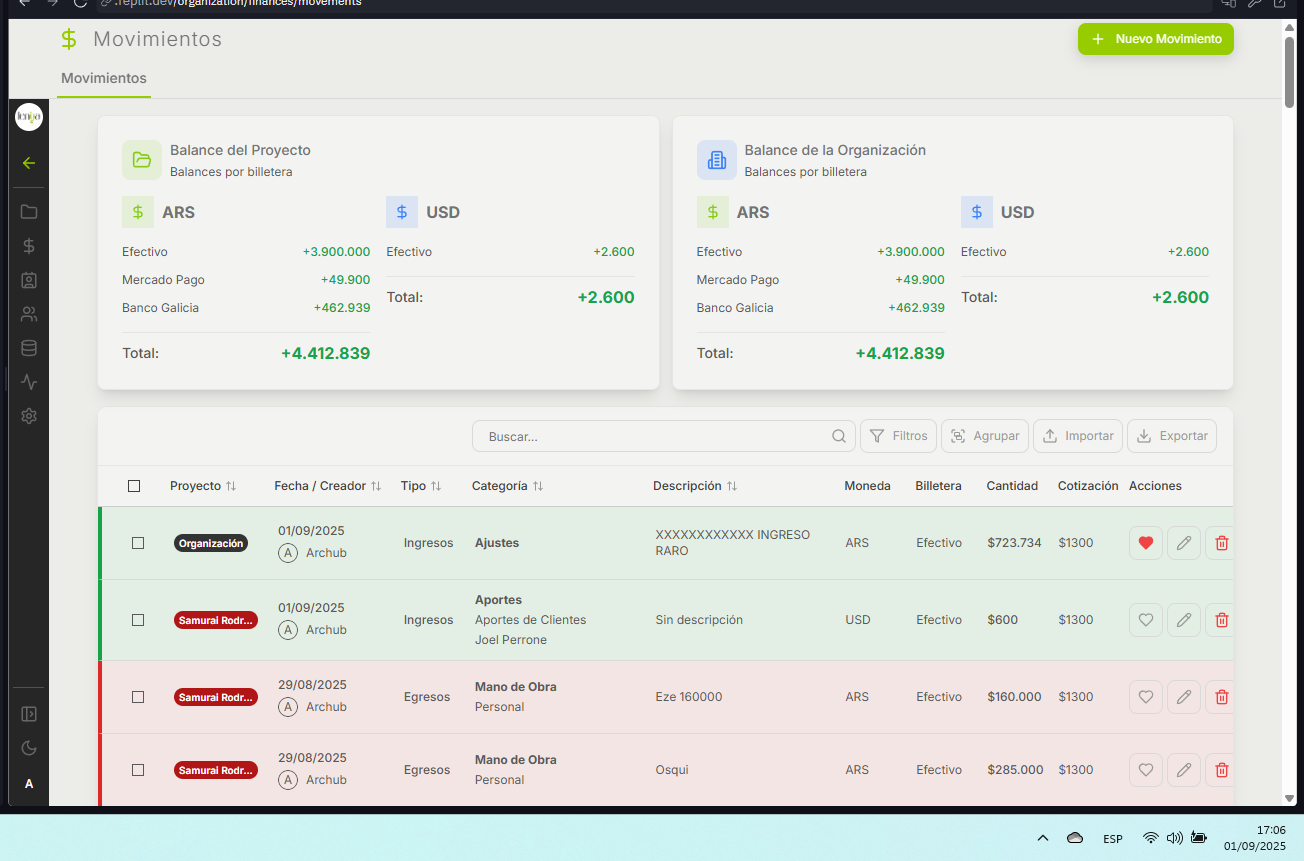 .replit.dev/organization/finances/movements
$ Movimientos
+ Nuevo Movimiento
Movimientos
Balance del Proyecto
Balances por billetera
$ ARS
$ USD
Efectivo +3.900.000
Efectivo +2.600
Mercado Pago +49.900
Total: +2.600
Banco Galicia +462.939
Total: +4.412.839
Balance de la Organización
Balances por billetera
$ ARS
$ USD
Efectivo +3.900.000
Efectivo +2.600
Mercado Pago +49.900
Total: +2.600
Banco Galicia +462.939
Total: +4.412.839
Buscar... Filtros Agrupar Importar Exportar
Proyecto Fecha / Creador Tipo Categoría Descripción Moneda Billetera Cantidad Cotización Acciones
Organización
01/09/2025
A Archub
Ingresos
Ajustes
XXXXXXXXXXXX INGRESO
RARO
ARS Efectivo $723.734 $1300
Samurai Rodr...
01/09/2025
A Archub
Ingresos
Aportes
Aportes de Clientes
Joel Perrone
Sin descripción
USD Efectivo $600 $1300
Samurai Rodr...
29/08/2025
A Archub
Egresos
Mano de Obra
Personal
Eze 160000
ARS Efectivo $160.000 $1300
Samurai Rodr...
29/08/2025
A Archub
Egresos
Mano de Obra
Personal
Osqui
ARS Efectivo $285.000 $1300
A
ESP
17:06
01/09/2025